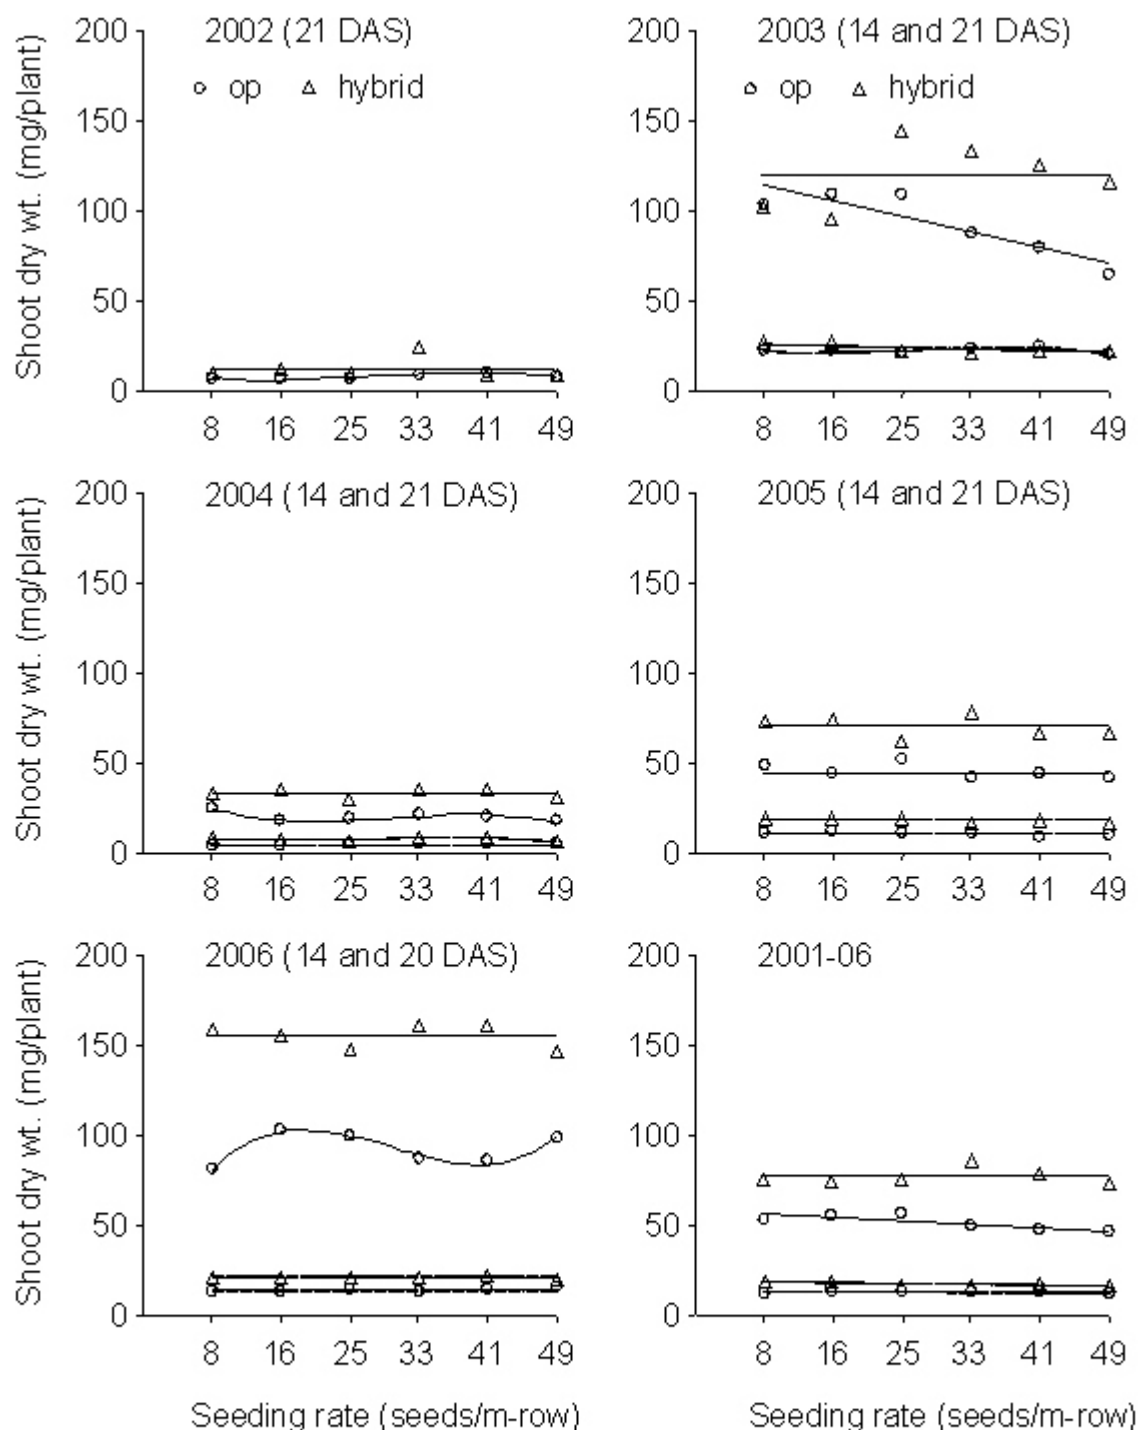 2002 (21 DAS)
op hybrid
Shoot dry wt. (mg/plant)
200
150
100
50
0
8 16 25 33 41 49
2003 (14 and 21 DAS)
op hybrid
200
150
100
50
0
8 16 25 33 41 49
2004 (14 and 21 DAS)
Shoot dry wt. (mg/plant)
200
150
100
50
0
8 16 25 33 41 49
2005 (14 and 21 DAS)
200
150
100
50
0
8 16 25 33 41 49
2006 (14 and 20 DAS)
Shoot dry wt. (mg/plant)
200
150
100
50
0
8 16 25 33 41 49
Seeding rate (seeds/m-row)
2001-06
200
150
100
50
0
8 16 25 33 41 49
Seeding rate (seeds/m-row)